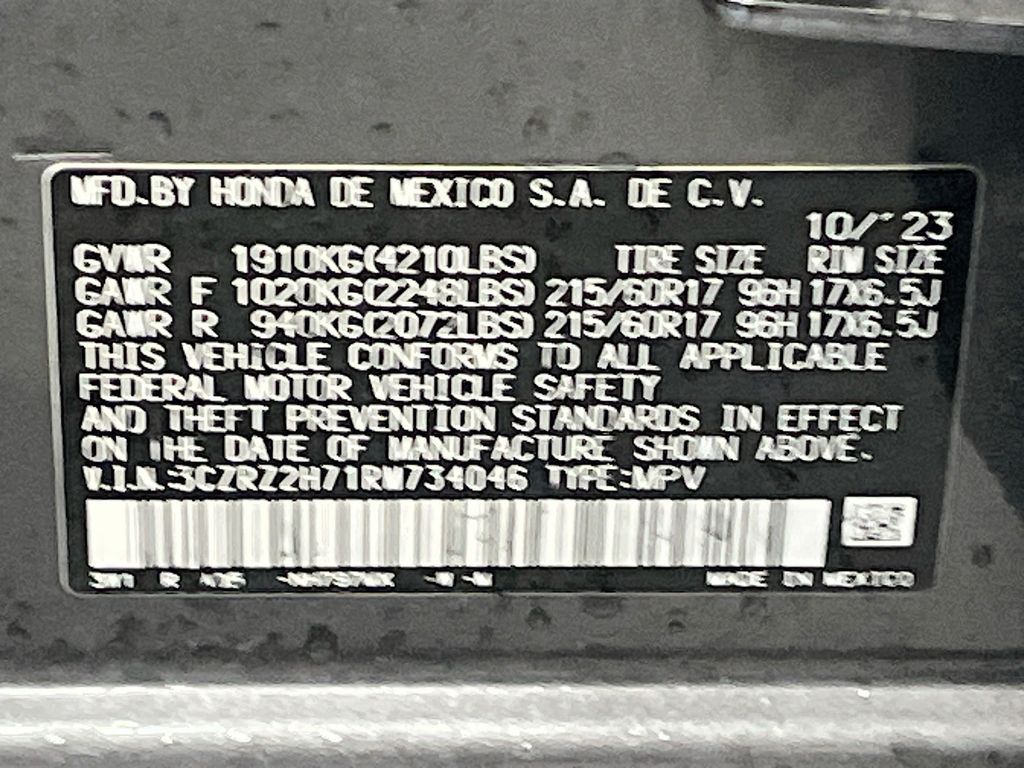 MFD.BY HONDA DE MEXICO S.A. DE C.V.
10/ 23
GVWR 1910KG(4210LBS) TIRE SIZE RIM SIZE
GAWR F 1020KG(2248LBS) 215/60R17 96H 17X6.5J
GAWR R 940KG(2072LBS) 215/60R17 96H 17X6.5J
THIS VEHICLE CONFORMS TO ALL APPLICABLE
FEDERAL MOTOR VEHICLE SAFETY
AND THEFT PREVENTION STANDARDS IN EFFECT
ON THE DATE OF MANUFACTURE SHOWN ABOVE.
V.I.N.:3CZRZ2H71RM734046 TYPE:MPV
MADE IN MEXICO